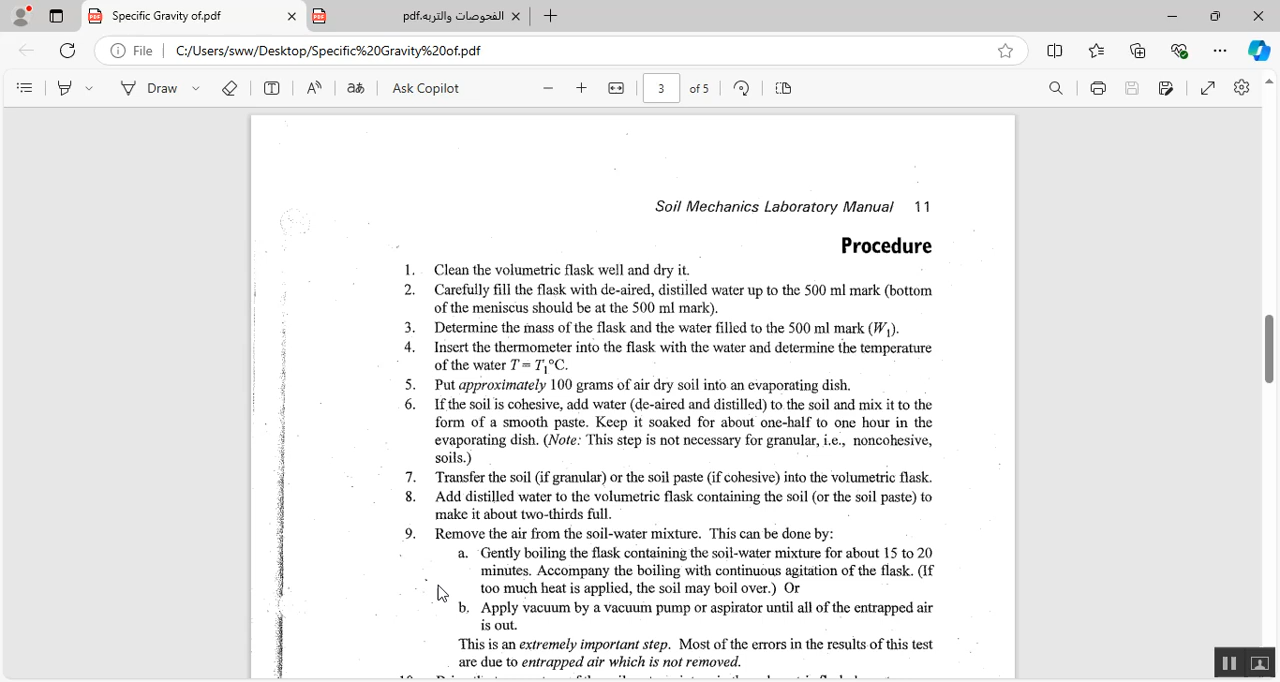 Specific Gravity of.pdf
الفحوصات والتربه.pdf
File
C:/Users/sww/Desktop/Specific%20Gravity%20of.pdf
Draw
Ask Copilot
3
of 5
Soil Mechanics Laboratory Manual 11
Procedure
1. Clean the volumetric flask well and dry it.
2. Carefully fill the flask with de-aired, distilled water up to the 500 ml mark (bottom
of the meniscus should be at the 500 ml mark).
3. Determine the mass of the flask and the water filled to the 500 ml mark (W₁).
4. Insert the thermometer into the flask with the water and determine the temperature
of the water T = T₁°C.
5. Put approximately 100 grams of air dry soil into an evaporating dish.
6. If the soil is cohesive, add water (de-aired and distilled) to the soil and mix it to the
form of a smooth paste. Keep it soaked for about one-half to one hour in the
evaporating dish. (Note: This step is not necessary for granular, i.e., noncohesive,
soils.)
7. Transfer the soil (if granular) or the soil paste (if cohesive) into the volumetric flask.
8. Add distilled water to the volumetric flask containing the soil (or the soil paste) to
make it about two-thirds full.
9. Remove the air from the soil-water mixture. This can be done by:
a. Gently boiling the flask containing the soil-water mixture for about 15 to 20
minutes. Accompany the boiling with continuous agitation of the flask. (If
too much heat is applied, the soil may boil over.) Or
b. Apply vacuum by a vacuum pump or aspirator until all of the entrapped air
is out.
This is an extremely important step. Most of the errors in the results of this test
are due to entrapped air which is not removed.